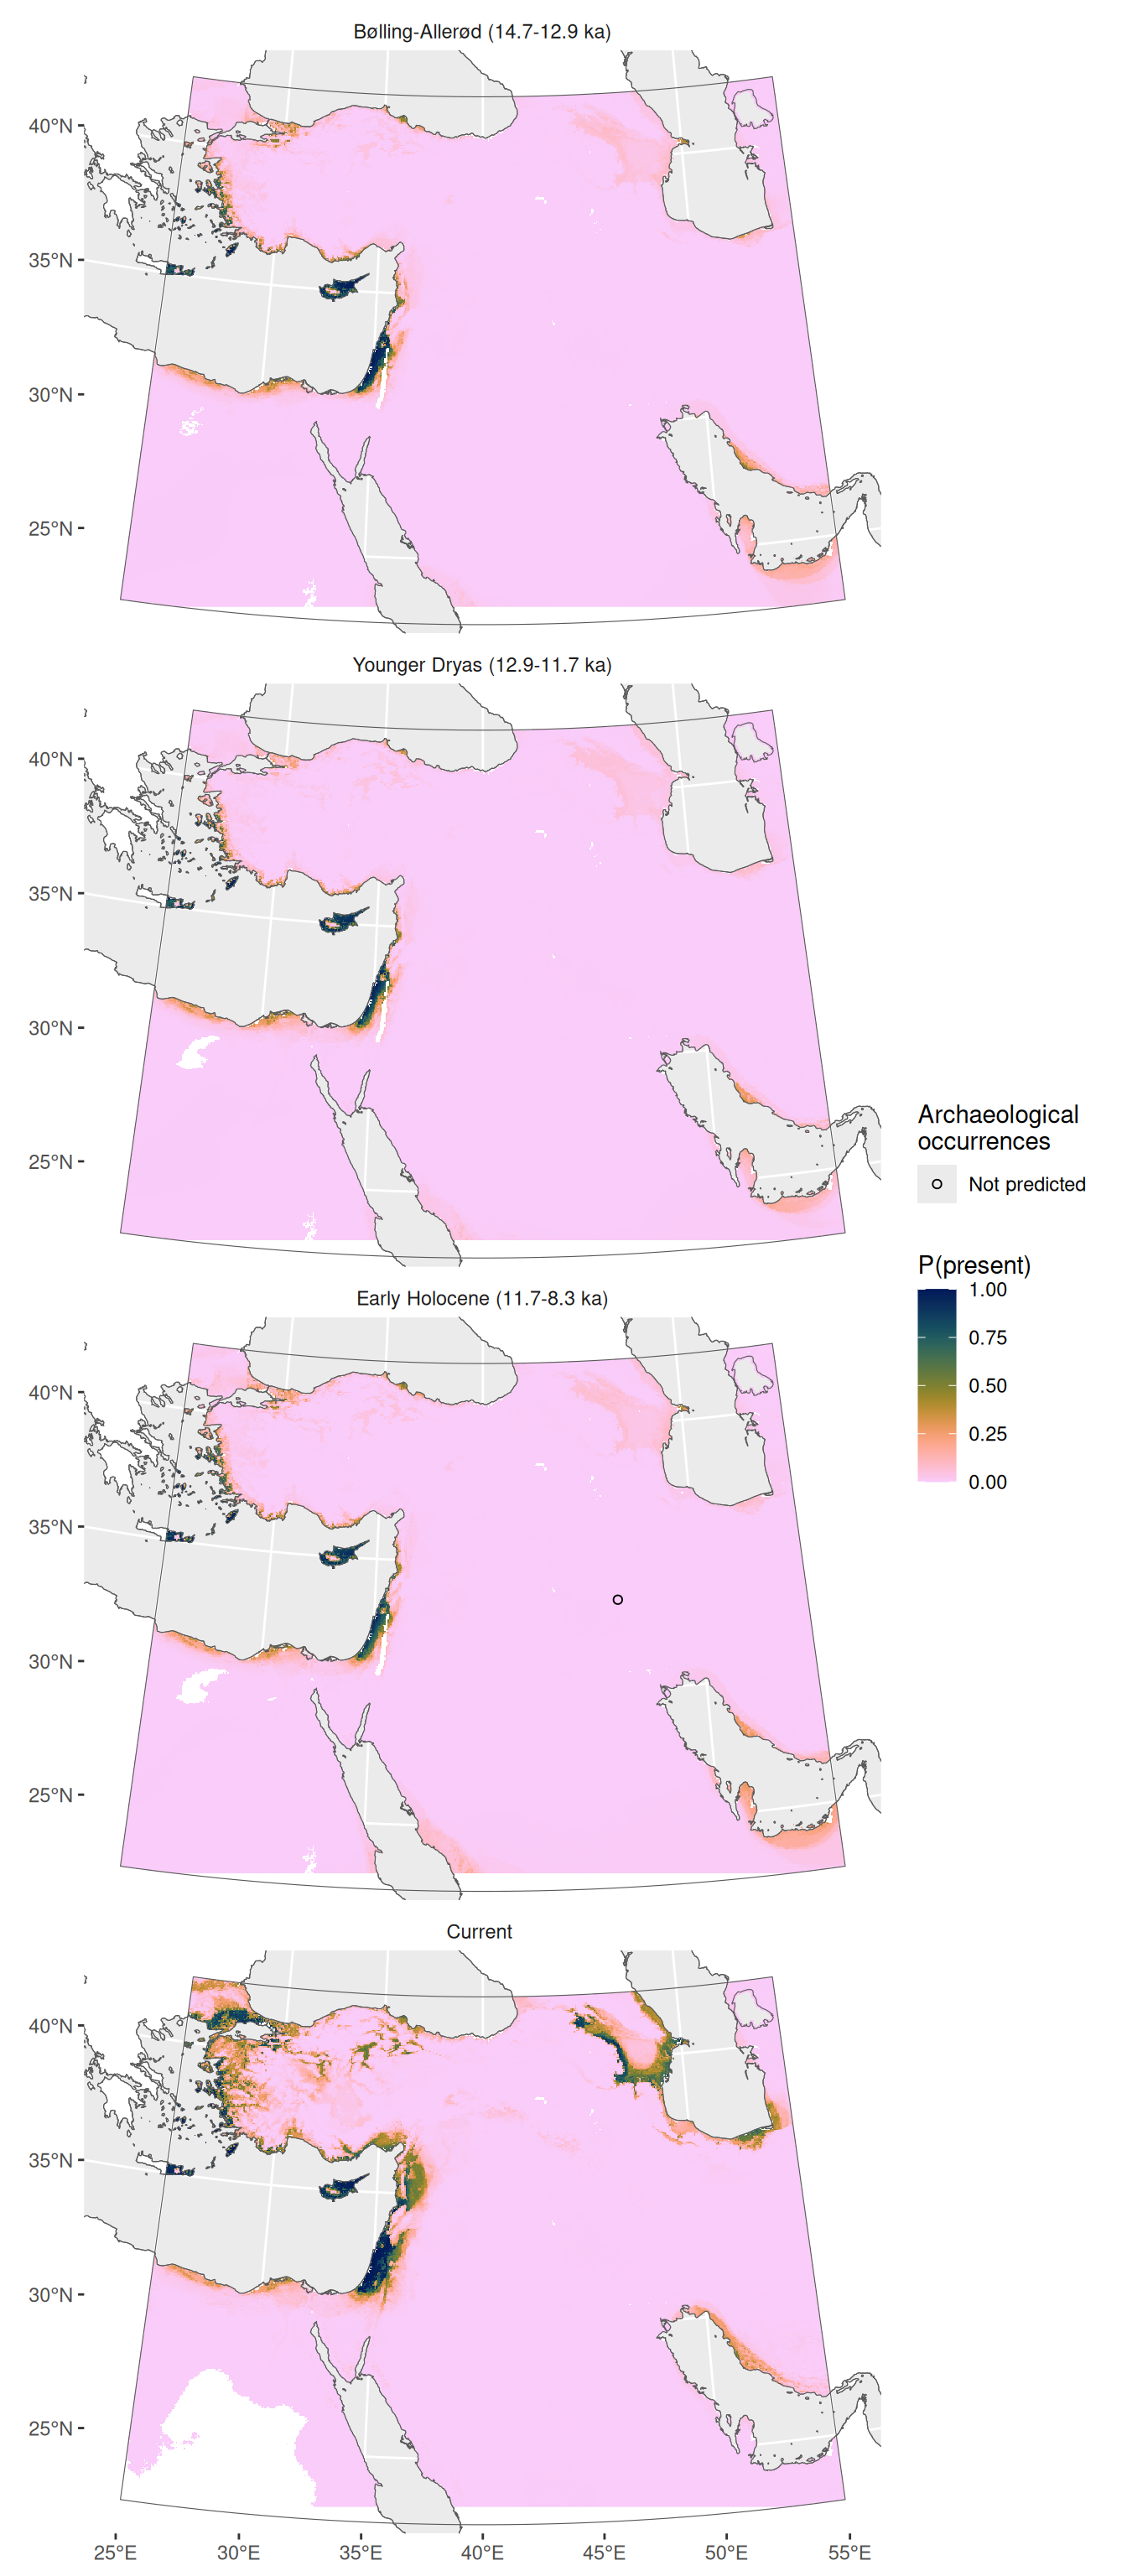 Bølling-Allerød (14.7-12.9 ka)
40°N
35°N
30°N
25°N
Younger Dryas (12.9-11.7 ka)
40°N
35°N
30°N
25°N
Archaeological
occurrences
Not predicted
P(present)
1.00
0.75
0.50
0.25
0.00
Early Holocene (11.7-8.3 ka)
40°N
35°N
30°N
25°N
Current
40°N
35°N
30°N
25°N
25°E 30°E 35°E 40°E 45°E 50°E 55°E